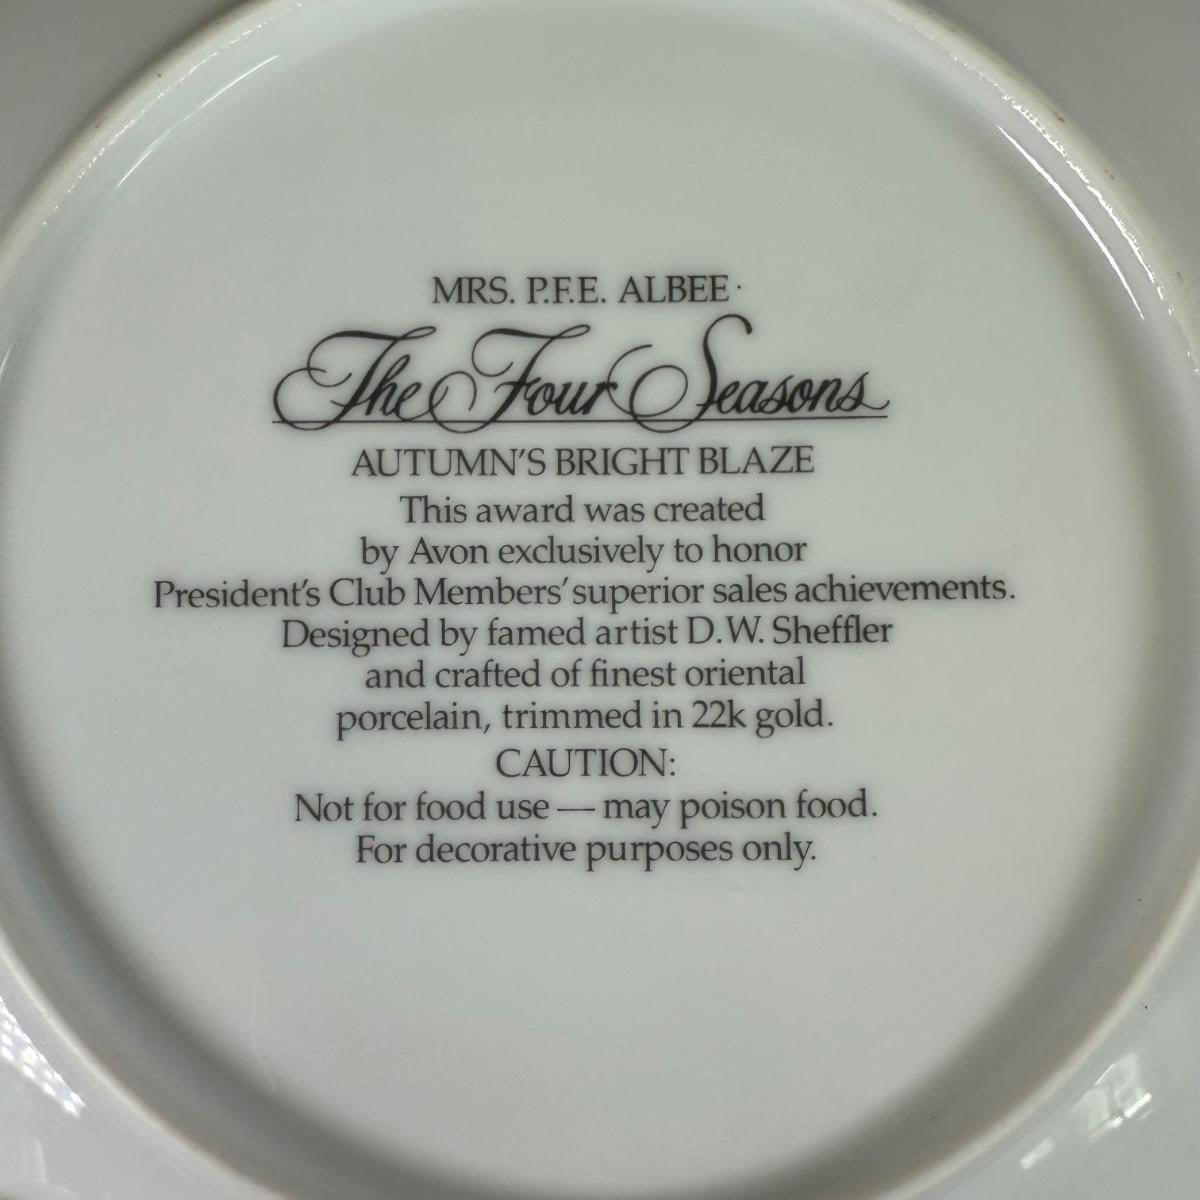 MRS. P.F.E. ALBEE
The Four Seasons
AUTUMN'S BRIGHT BLAZE
This award was created
by Avon exclusively to honor
President's Club Members' superior sales achievements.
Designed by famed artist D.W. Sheffler
and crafted of finest oriental
porcelain, trimmed in 22k gold.
CAUTION:
Not for food use — may poison food.
For decorative purposes only.